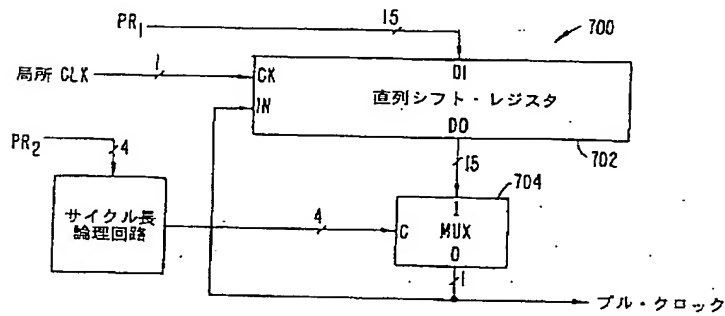 PR1
15
700
DI
局所 CLK
1
CK
直列シフト・レジスタ
IN
DO
702
PR2
4
15
704
サイクル長
論理回路
4
I
C
MUX
O
1
プル・クロック